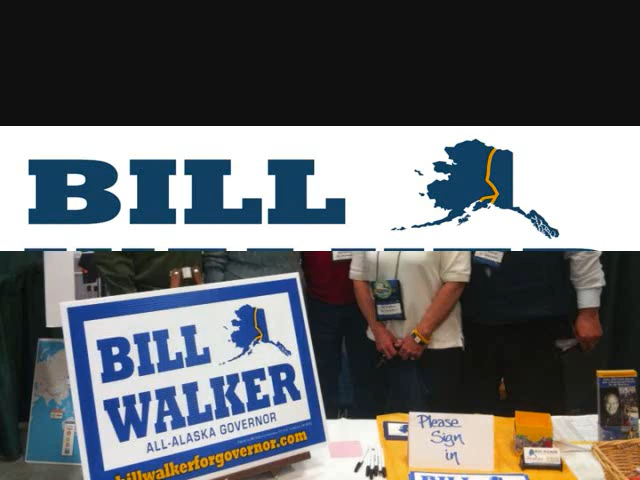 BILL
BILL
WALKER
ALL-ALASKA GOVERNOR
billwalkerforgovernor.com
Please
Sign
in